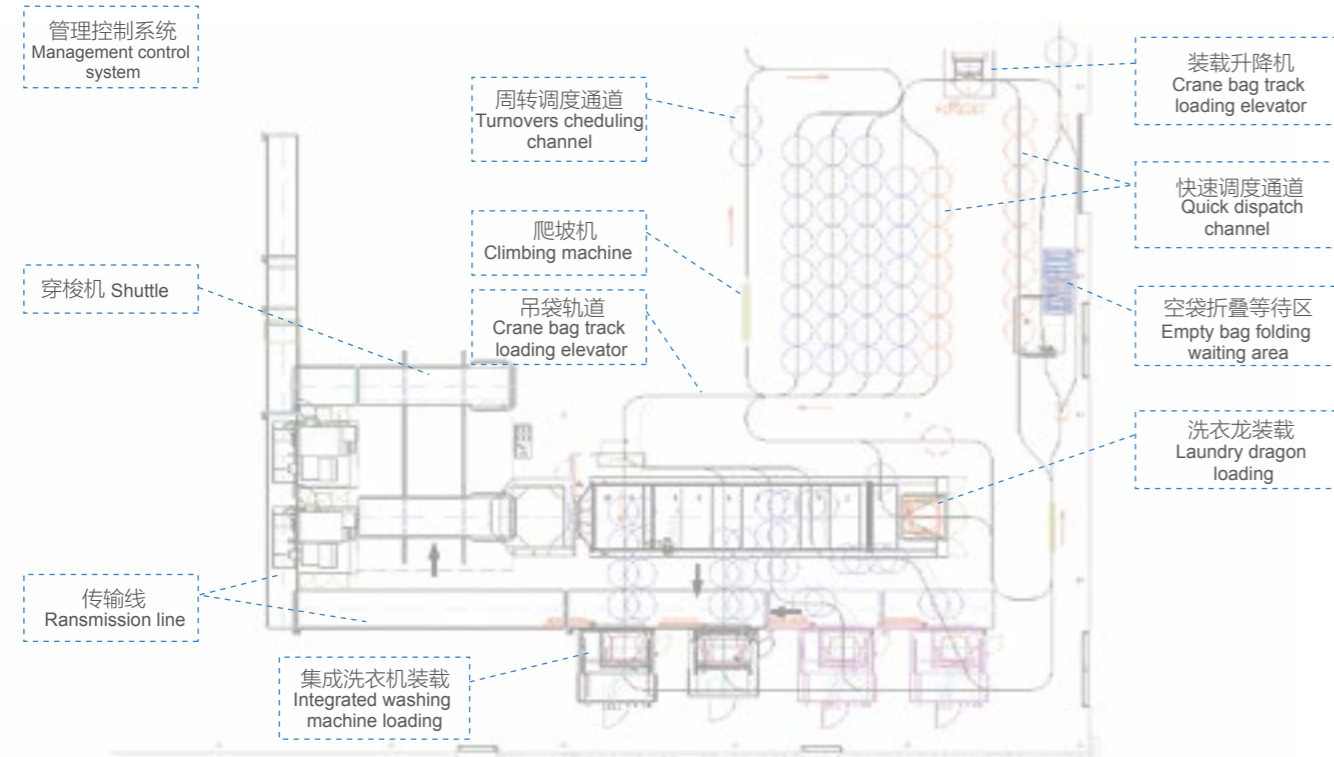 管理控制系统
Management control
system
周转调度通道
Turnovers cheduling
channel
装载升降机
Crane bag track
loading elevator
快速调度通道
Quick dispatch
channel
爬坡机
Climbing machine
穿梭机 Shuttle
吊袋轨道
Crane bag track
loading elevator
空袋折叠等待区
Empty bag folding
waiting area
洗衣龙装载
Laundry dragon
loading
传输线
Ransmission line
集成洗衣机装载
Integrated washing
machine loading